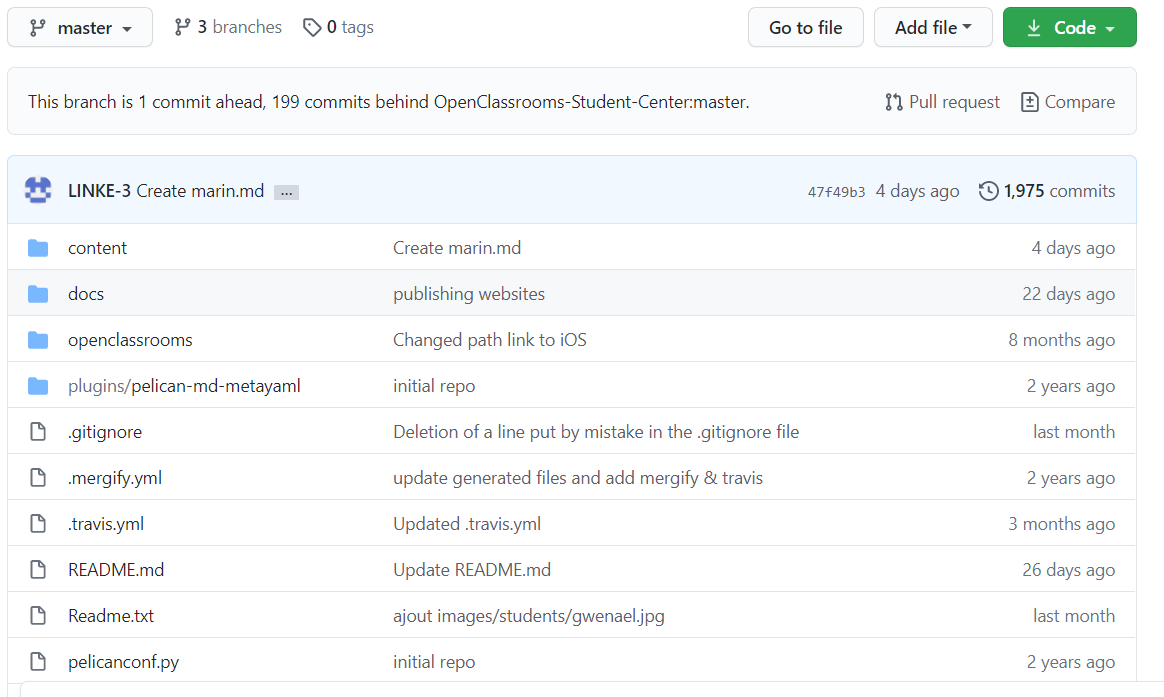 master 3 branches 0 tags Go to file Add file Code
This branch is 1 commit ahead, 199 commits behind OpenClassrooms-Student-Center:master. Pull request Compare
LINKE-3 Create marin.md ... 47f49b3 4 days ago 1,975 commits
content Create marin.md 4 days ago
docs publishing websites 22 days ago
openclassrooms Changed path link to iOS 8 months ago
plugins/pelican-md-metayaml initial repo 2 years ago
.gitignore Deletion of a line put by mistake in the .gitignore file last month
.mergify.yml update generated files and add mergify & travis 2 years ago
.travis.yml Updated .travis.yml 3 months ago
README.md Update README.md 26 days ago
Readme.txt ajout images/students/gwenael.jpg last month
pelicanconf.py initial repo 2 years ago